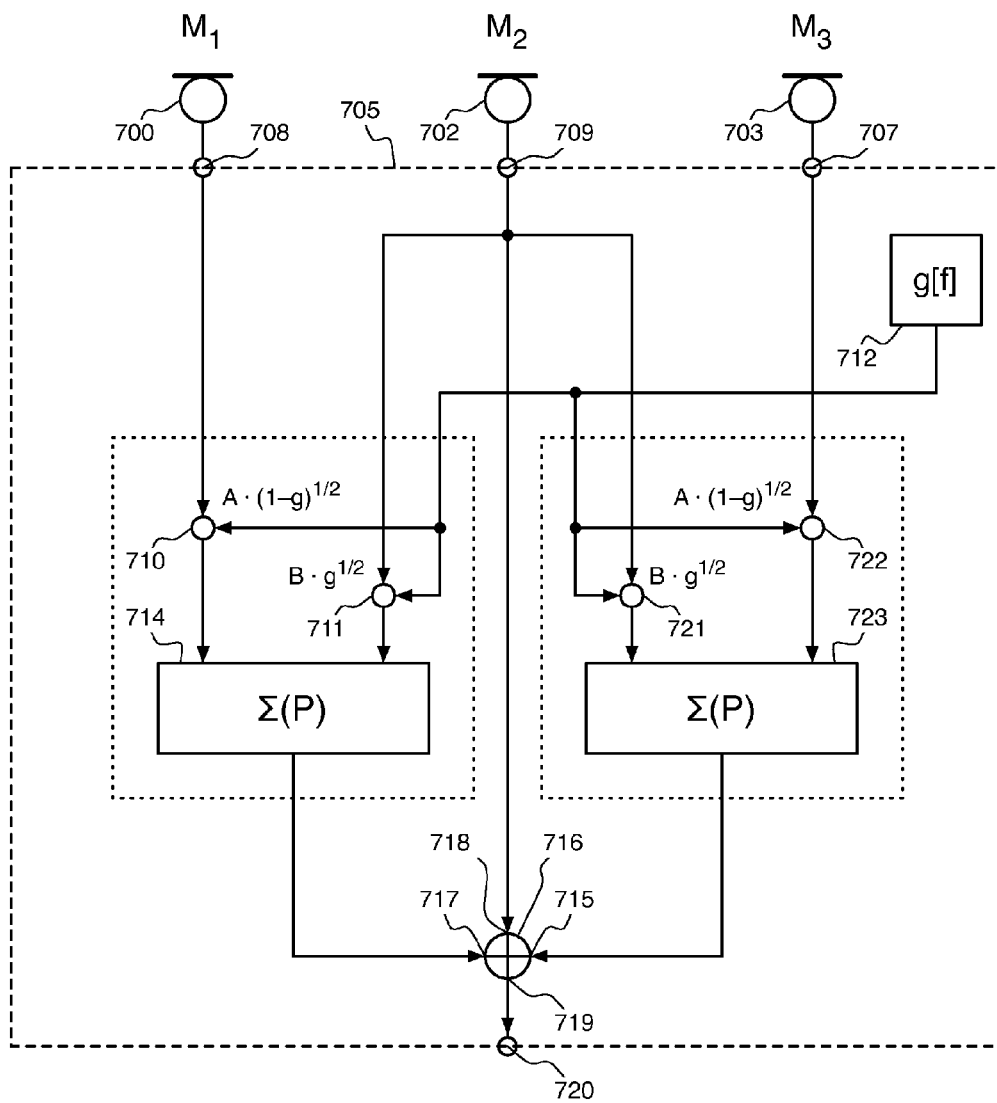 M1 M2 M3
700 708 705 702 709 703 707
g[f]
712
A · (1–g)1/2 A · (1–g)1/2
710 722
B · g1/2 B · g1/2
714 711 721 723
Σ(P) Σ(P)
718 716
717 715
719
720